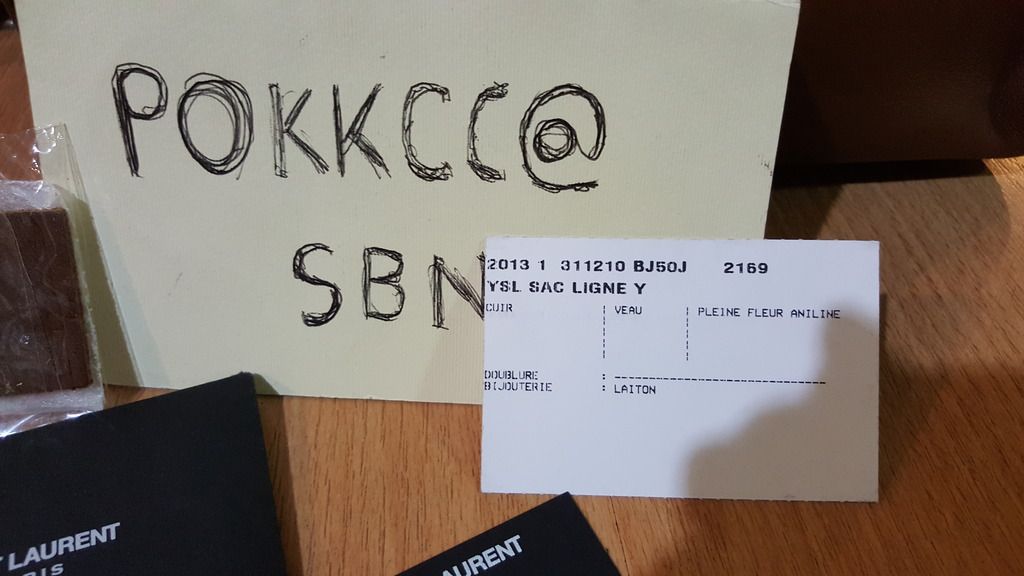 POKKCC@
SBN
2013 1 311210 BJ50J 2169
YSL SAC LIGNE Y
CUIR | VEAU | PLEINE FLEUR ANILINE
DOUBLURE : --------------------------------
BIJOUTERIE : LAITON
LAURENT
LAURENT